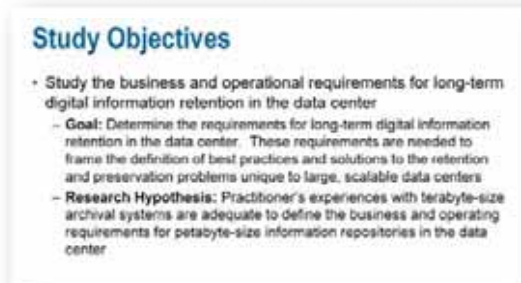 Study Objectives
• Study the business and operational requirements for long-term
digital information retention in the data center
– Goal: Determine the requirements for long-term digital information
retention in the data center. These requirements are needed to
frame the definition of best practices and solutions to the retention
and preservation problems unique to large, scalable data centers
– Research Hypothesis: Practitioner's experiences with terabyte-size
archival systems are adequate to define the business and operating
requirements for petabyte-size information repositories in the data
center